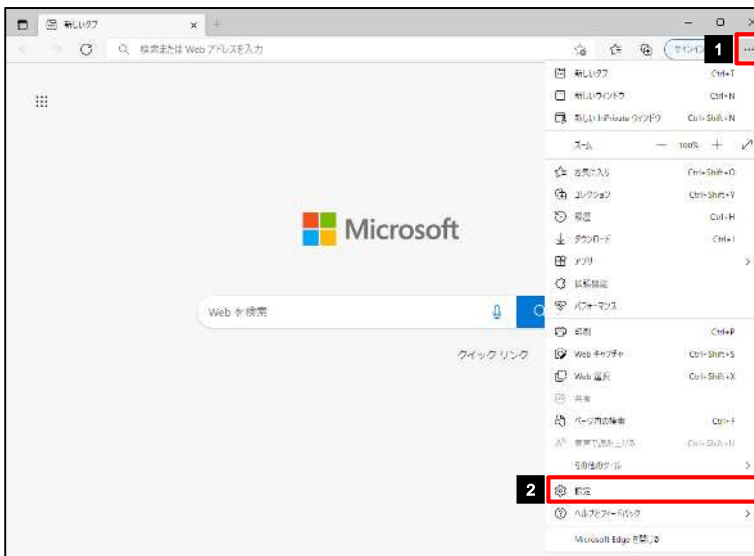 新しいタブ
検索または Web アドレスを入力
1
新しいタブ Ctrl+T
新しいウィンドウ Ctrl+N
新しい InPrivate ウィンドウ Ctrl+Shift+N
ズーム 100%
お気に入り Ctrl+Shift+O
コレクション Ctrl+Shift+Y
履歴 Ctrl+H
ダウンロード Ctrl+J
アプリ
拡張機能
パフォーマンス
Microsoft
Web を検索
クイック リンク
印刷 Ctrl+P
Web キャプチャ Ctrl+Shift+S
Web 選択 Ctrl+Shift+X
共有
ページ内の検索 Ctrl+F
音声で読み上げる Ctrl+Shift+U
その他のツール
2
設定
ヘルプとフィードバック
Microsoft Edge を閉じる